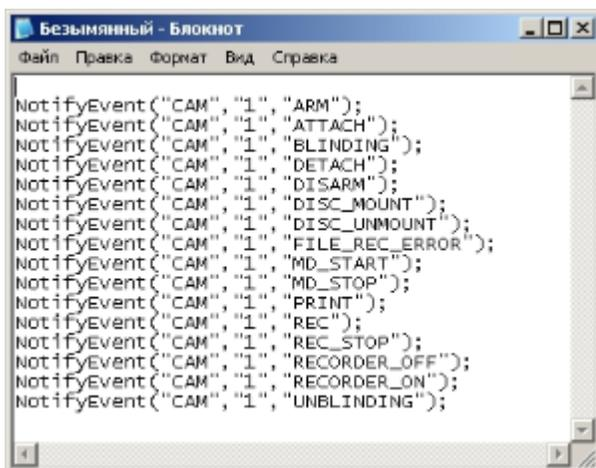 Безымянный - Блокнот
Файл Правка Формат Вид Справка
NotifyEvent("CAM","1","ARM");
NotifyEvent("CAM","1","ATTACH");
NotifyEvent("CAM","1","BLINDING");
NotifyEvent("CAM","1","DETACH");
NotifyEvent("CAM","1","DISARM");
NotifyEvent("CAM","1","DISC_MOUNT");
NotifyEvent("CAM","1","DISC_UNMOUNT");
NotifyEvent("CAM","1","FILE_REC_ERROR");
NotifyEvent("CAM","1","MD_START");
NotifyEvent("CAM","1","MD_STOP");
NotifyEvent("CAM","1","PRINT");
NotifyEvent("CAM","1","REC");
NotifyEvent("CAM","1","REC_STOP");
NotifyEvent("CAM","1","RECORDER_OFF");
NotifyEvent("CAM","1","RECORDER_ON");
NotifyEvent("CAM","1","UNBLINDING");